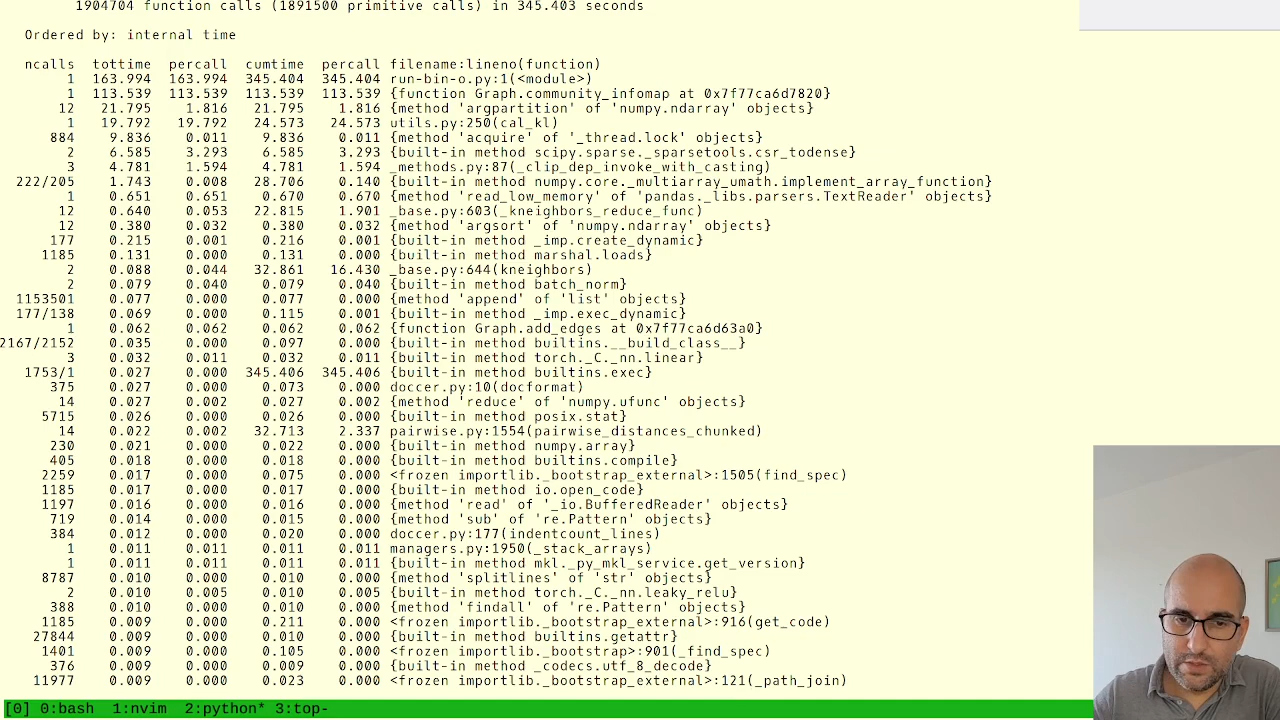 1904704 function calls (1891500 primitive calls) in 345.403 seconds
Ordered by: internal time
ncalls tottime percall cumtime percall filename:lineno(function)
1 163.994 163.994 345.404 345.404 run-bin-o.py:1(<module>)
1 113.539 113.539 113.539 113.539 {function Graph.community_infomap at 0x7f77ca6d7820}
12 21.795 1.816 21.795 1.816 {method 'argpartition' of 'numpy.ndarray' objects}
1 19.792 19.792 24.573 24.573 utils.py:250(cal_kl)
884 9.836 0.011 9.836 0.011 {method 'acquire' of '_thread.lock' objects}
2 6.585 3.293 6.585 3.293 {built-in method scipy.sparse._sparsetools.csr_todense}
3 4.781 1.594 4.781 1.594 _methods.py:87(_clip_dep_invoke_with_casting)
222/205 1.743 0.008 28.706 0.140 {built-in method numpy.core._multiarray_umath.implement_array_function}
1 0.651 0.651 0.670 0.670 {method 'read_low_memory' of 'pandas._libs.parsers.TextReader' objects}
12 0.640 0.053 22.815 1.901 _base.py:603(_kneighbors_reduce_func)
12 0.380 0.032 0.380 0.032 {method 'argsort' of 'numpy.ndarray' objects}
177 0.215 0.001 0.216 0.001 {built-in method _imp.create_dynamic}
1185 0.131 0.000 0.131 0.000 {built-in method marshal.loads}
2 0.088 0.044 32.861 16.430 _base.py:644(kneighbors)
2 0.079 0.040 0.079 0.040 {built-in method batch_norm}
1153501 0.077 0.000 0.077 0.000 {method 'append' of 'list' objects}
177/138 0.069 0.000 0.115 0.001 {built-in method _imp.exec_dynamic}
1 0.062 0.062 0.062 0.062 {function Graph.add_edges at 0x7f77ca6d63a0}
2167/2152 0.035 0.000 0.097 0.000 {built-in method builtins.__build_class__}
3 0.032 0.011 0.032 0.011 {built-in method torch._C._nn.linear}
1753/1 0.027 0.000 345.406 345.406 {built-in method builtins.exec}
375 0.027 0.000 0.073 0.000 doccer.py:10(docformat)
14 0.027 0.002 0.027 0.002 {method 'reduce' of 'numpy.ufunc' objects}
5715 0.026 0.000 0.026 0.000 {built-in method posix.stat}
14 0.022 0.002 32.713 2.337 pairwise.py:1554(pairwise_distances_chunked)
230 0.021 0.000 0.022 0.000 {built-in method numpy.array}
405 0.018 0.000 0.018 0.000 {built-in method builtins.compile}
2259 0.017 0.000 0.075 0.000 <frozen importlib._bootstrap_external>:1505(find_spec)
1185 0.017 0.000 0.017 0.000 {built-in method io.open_code}
1197 0.016 0.000 0.016 0.000 {method 'read' of '_io.BufferedReader' objects}
719 0.014 0.000 0.015 0.000 {method 'sub' of 're.Pattern' objects}
384 0.012 0.000 0.020 0.000 doccer.py:177(indentcount_lines)
1 0.011 0.011 0.011 0.011 managers.py:1950(_stack_arrays)
1 0.011 0.011 0.011 0.011 {built-in method mkl._py_mkl_service.get_version}
8787 0.010 0.000 0.010 0.000 {method 'splitlines' of 'str' objects}
2 0.010 0.005 0.010 0.005 {built-in method torch._C._nn.leaky_relu}
388 0.010 0.000 0.010 0.000 {method 'findall' of 're.Pattern' objects}
1185 0.009 0.000 0.211 0.000 <frozen importlib._bootstrap_external>:916(get_code)
27844 0.009 0.000 0.010 0.000 {built-in method builtins.getattr}
1401 0.009 0.000 0.105 0.000 <frozen importlib._bootstrap>:901(_find_spec)
376 0.009 0.000 0.009 0.000 {built-in method _codecs.utf_8_decode}
11977 0.009 0.000 0.023 0.000 <frozen importlib._bootstrap_external>:121(_path_join)
[0] 0:bash 1:nvim 2:python* 3:top-